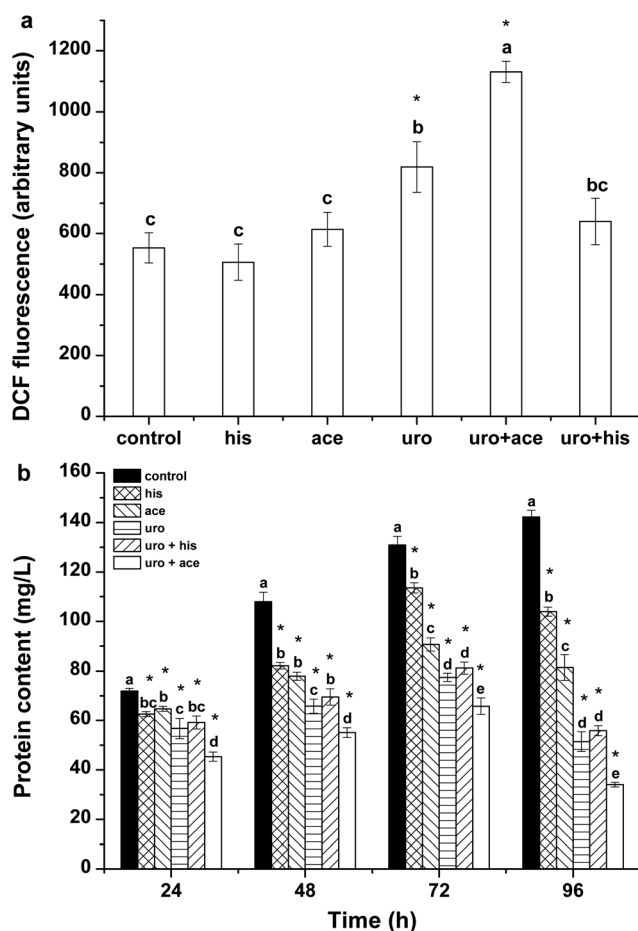 a
DCF fluorescence (arbitrary units)
1200
1000
800
600
400
200
0
c
c
c
*
b
*
a
bc
control his ace uro uro+ace uro+his
b
Protein content (mg/L)
160
140
120
100
80
60
40
20
0
control
his
ace
uro
uro + his
uro + ace
a
* * * * *
bc b c bc d
a
* * * * *
b b c b d
a
* * * * *
b c d d e
a
* * * * *
b c d d e
24 48 72 96
Time (h)